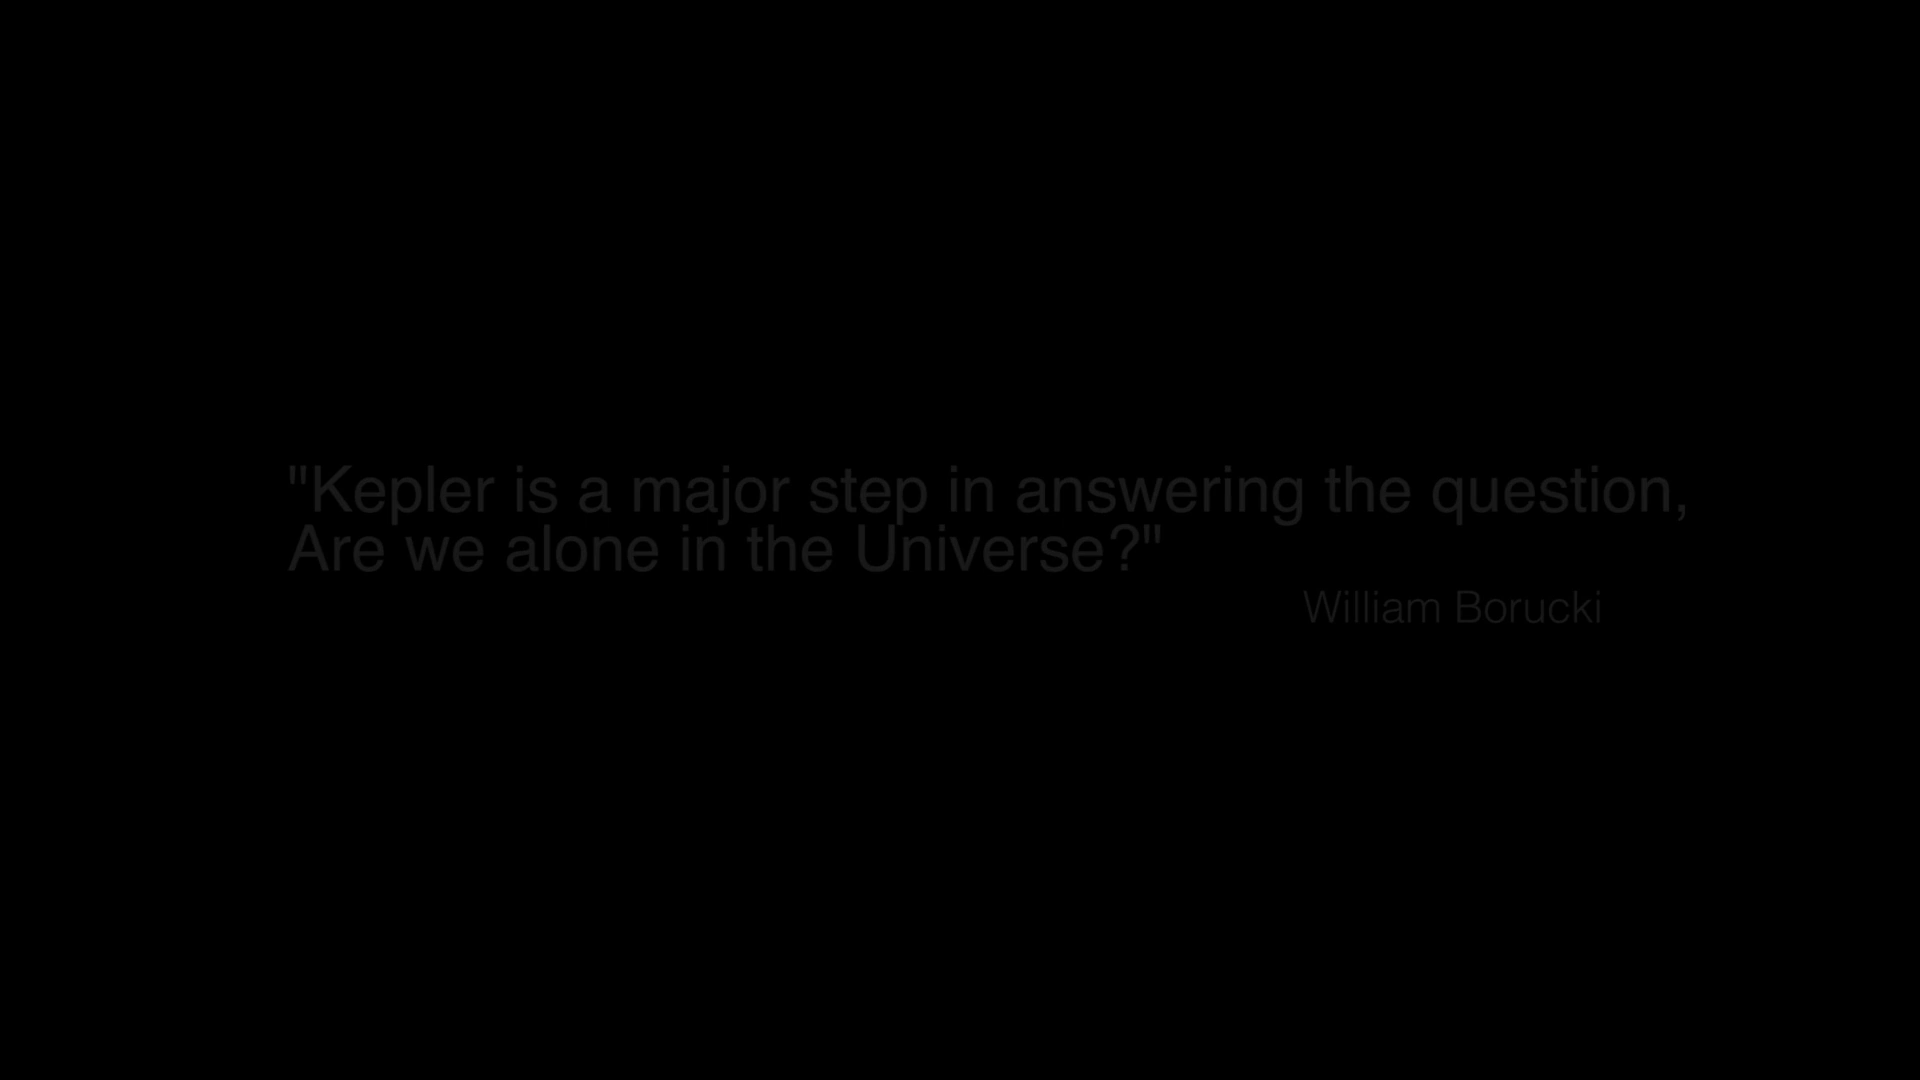 "Kepler is a major step in answering the question,
Are we alone in the Universe?"
William Borucki